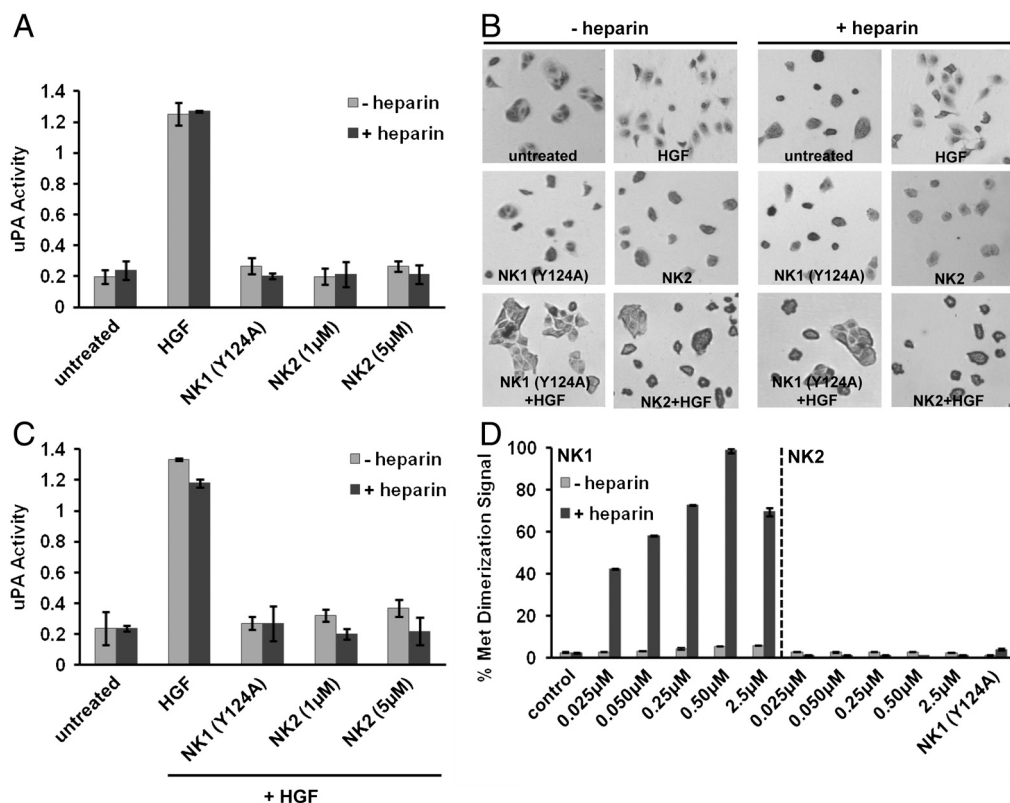 A
1.4
1.2
1
0.8
0.6
0.4
0.2
0
uPA Activity
- heparin
+ heparin
untreated
HGF
NK1 (Y124A)
NK2 (1µM)
NK2 (5µM)
B
- heparin
+ heparin
untreated
HGF
untreated
HGF
NK1 (Y124A)
NK2
NK1 (Y124A)
NK2
NK1 (Y124A)
+HGF
NK2+HGF
NK1 (Y124A)
+HGF
NK2+HGF
C
1.4
1.2
1
0.8
0.6
0.4
0.2
0
uPA Activity
- heparin
+ heparin
untreated
HGF
NK1 (Y124A)
NK2 (1µM)
NK2 (5µM)
+ HGF
D
100
80
60
40
20
0
% Met Dimerization Signal
NK1
NK2
- heparin
+ heparin
control
0.025µM
0.050µM
0.25µM
0.50µM
2.5µM
0.025µM
0.050µM
0.25µM
0.50µM
2.5µM
NK1 (Y124A)